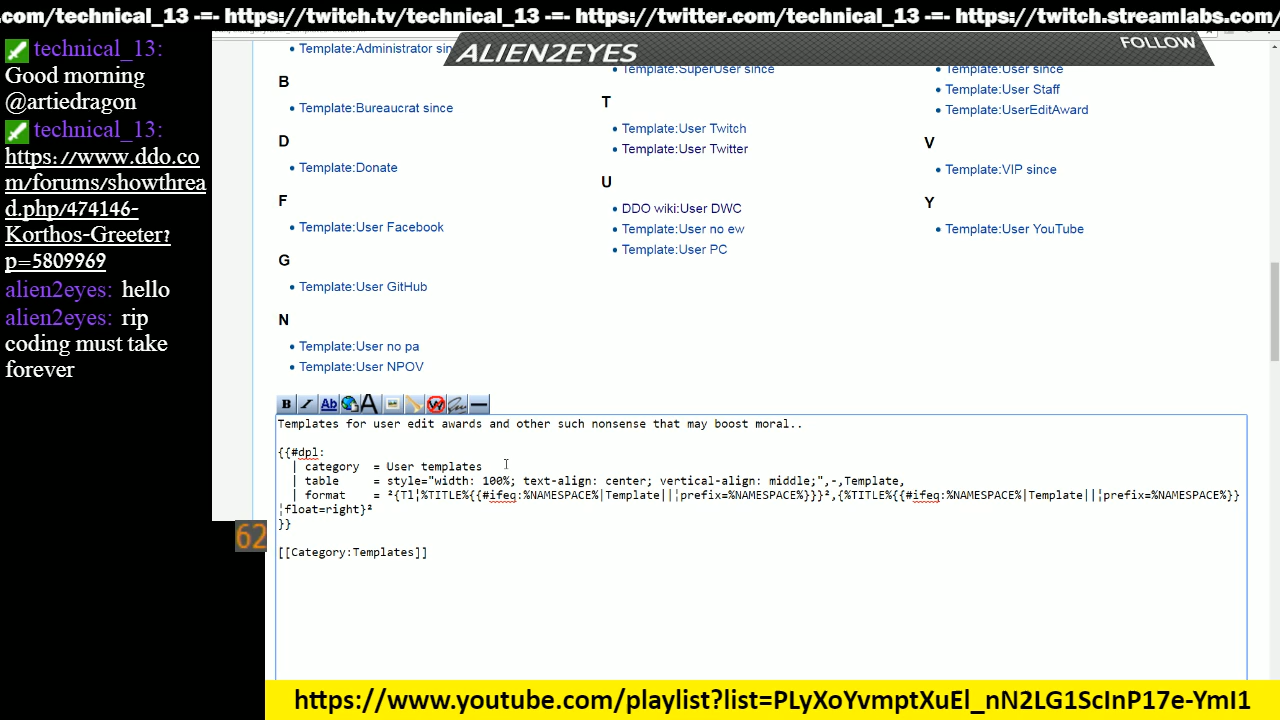 .com/technical_13 -=- https://twitch.tv/technical_13 -=- https://twitter.com/technical_13 -=- https://twitch.streamlabs.com/
technical_13:
Good morning
@artiedragon
technical_13:
https://www.ddo.co
m/forums/showthrea
d.php/474146-
Korthos-Greeter?
p=5809969
alien2eyes: hello
alien2eyes: rip
coding must take
forever
ALIEN2EYES
FOLLOW
Template:Administrator sin
B
Template:Bureaucrat since
D
Template:Donate
F
Template:User Facebook
G
Template:User GitHub
N
Template:User no pa
Template:User NPOV
Template:SuperUser since
T
Template:User Twitch
Template:User Twitter
U
DDO wiki:User DWC
Template:User no ew
Template:User PC
Template:User since
Template:User Staff
Template:UserEditAward
V
Template:VIP since
Y
Template:User YouTube
B I Ab A W
Templates for user edit awards and other such nonsense that may boost moral..
{{#dpl:
| category = User templates
| table = style="width: 100%; text-align: center; vertical-align: middle;",-,Template,
| format = ²{Tl¦%TITLE%{{#ifeq:%NAMESPACE%|Template||¦prefix=%NAMESPACE%}}}²,{%TITLE%{{#ifeq:%NAMESPACE%|Template||¦prefix=%NAMESPACE%}}
¦float=right}²
}}
[[Category:Templates]]
62
https://www.youtube.com/playlist?list=PLyXoYvmptXuEl_nN2LG1ScInP17e-YmI1